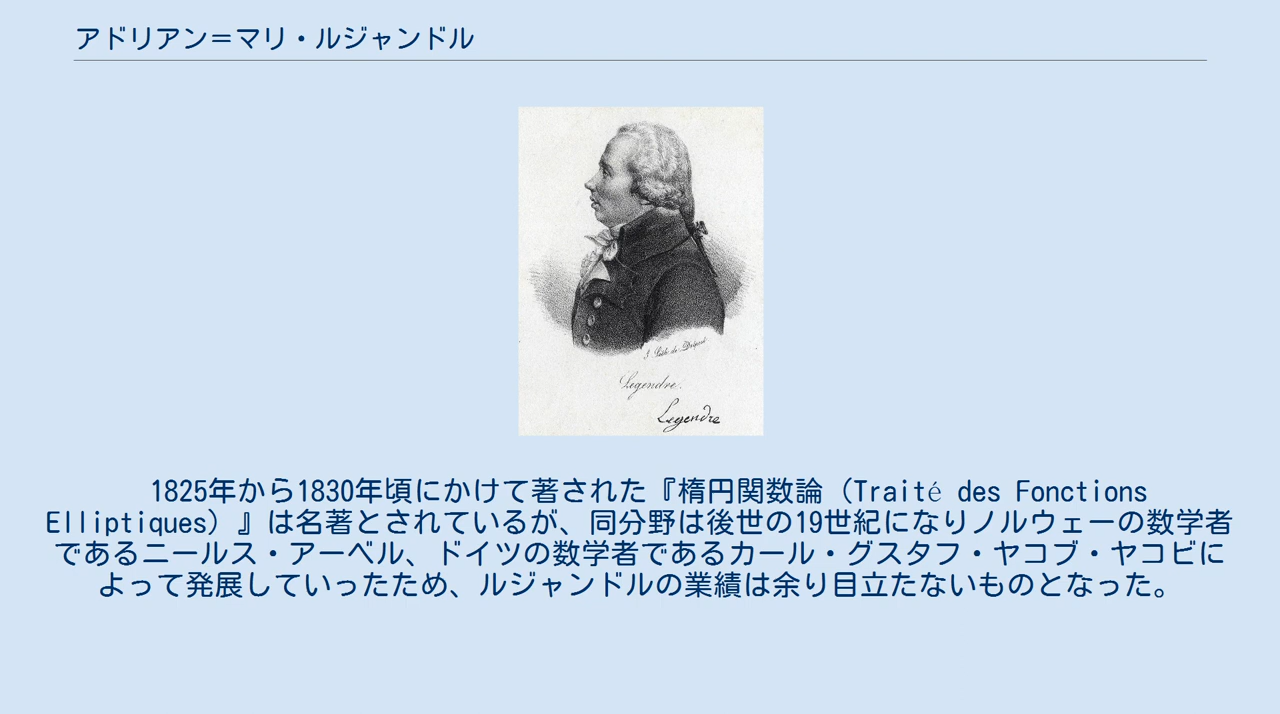 アドリアン＝マリ・ルジャンドル
Legendre.
Legendre
1825年から1830年頃にかけて著された『楕円関数論（Traité des Fonctions
Elliptiques）』は名著とされているが、同分野は後世の19世紀になりノルウェーの数学者
であるニールス・アーベル、ドイツの数学者であるカール・グスタフ・ヤコブ・ヤコビに
よって発展していったため、ルジャンドルの業績は余り目立たないものとなった。